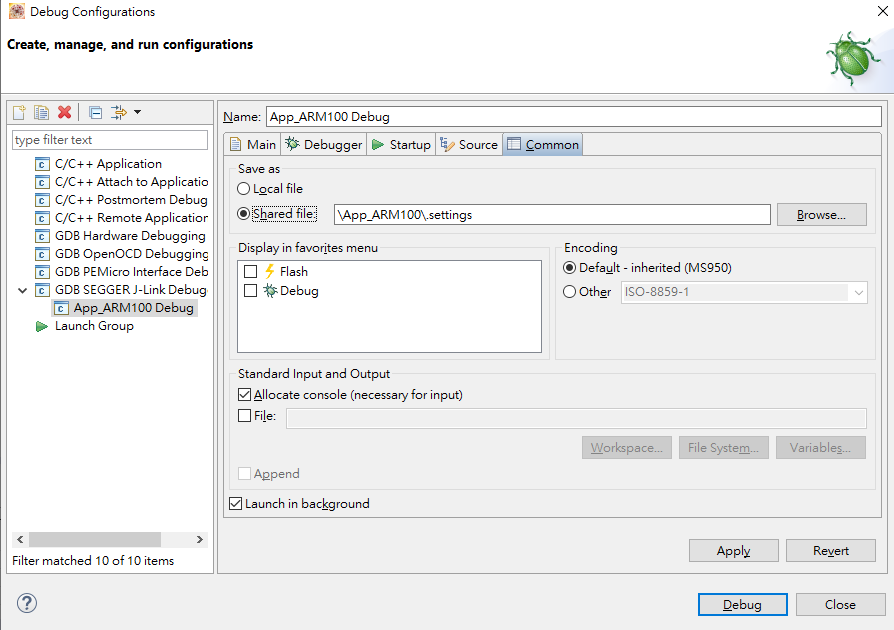 Debug Configurations
Create, manage, and run configurations
type filter text
C/C++ Application
C/C++ Attach to Applicatio
C/C++ Postmortem Debug
C/C++ Remote Application
GDB Hardware Debugging
GDB OpenOCD Debugging
GDB PEMicro Interface Deb
GDB SEGGER J-Link Debug
App_ARM100 Debug
Launch Group
Filter matched 10 of 10 items
Name: App_ARM100 Debug
Main Debugger Startup Source Common
Save as
Local file
Shared file: \App_ARM100\.settings Browse...
Display in favorites menu
Flash
Debug
Encoding
Default - inherited (MS950)
Other ISO-8859-1
Standard Input and Output
Allocate console (necessary for input)
File:
Workspace... File System... Variables...
Append
Launch in background
Apply Revert
Debug Close